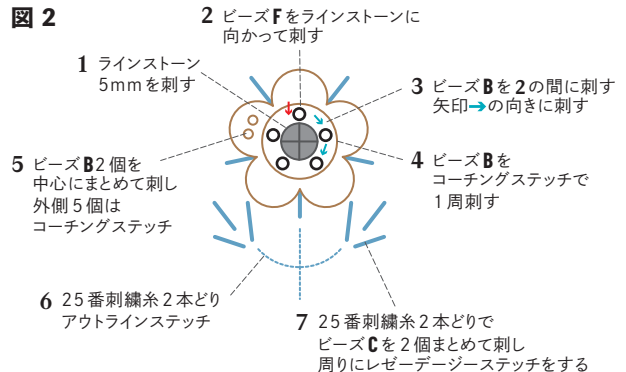 図2
1 ラインストーン
5mmを刺す
2 ビーズFをラインストーンに
向かって刺す
3 ビーズBを2の間に刺す
矢印→の向きに刺す
4 ビーズBを
コーチングステッチで
1周刺す
5 ビーズB2個を
中心にまとめて刺し
外側5個は
コーチングステッチ
6 25番刺繍糸2本どり
アウトラインステッチ
7 25番刺繍糸2本どりで
ビーズCを2個まとめて刺し
周りにレゼーデージーステッチをする